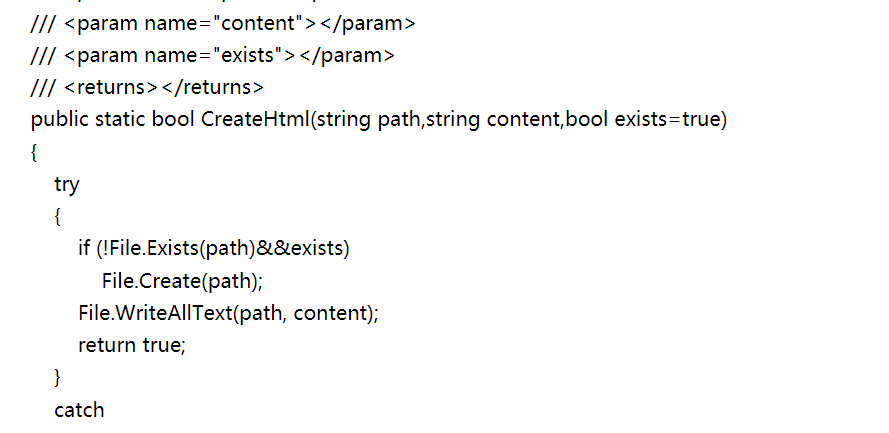 /// <param name="content"></param>
/// <param name="exists"></param>
/// <returns></returns>
public static bool CreateHtml(string path,string content,bool exists=true)
{
try
{
if (!File.Exists(path)&&exists)
File.Create(path);
File.WriteAllText(path, content);
return true;
}
catch